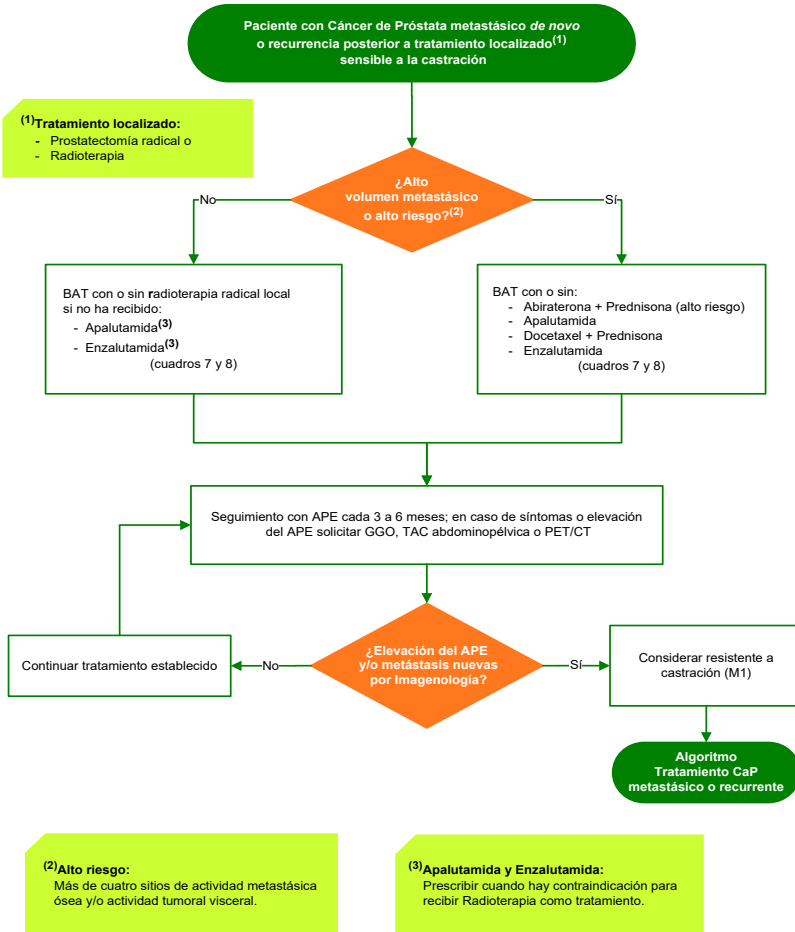 Paciente con Cáncer de Próstata metastásico de novo
o recurrencia posterior a tratamiento localizado(1)
sensible a la castración
(1)Tratamiento localizado:
- Prostatectomía radical o
- Radioterapia
¿Alto
volumen metastásico
o alto riesgo?(2)
No
Sí
BAT con o sin radioterapia radical local
si no ha recibido:
- Apalutamida(3)
- Enzalutamida(3)
(cuadros 7 y 8)
BAT con o sin:
- Abiraterona + Prednisona (alto riesgo)
- Apalutamida
- Docetaxel + Prednisona
- Enzalutamida
(cuadros 7 y 8)
Seguimiento con APE cada 3 a 6 meses; en caso de síntomas o elevación
del APE solicitar GGO, TAC abdominopélvica o PET/CT
¿Elevación del APE
y/o metástasis nuevas
por Imagenología?
No
Sí
Continuar tratamiento establecido
Considerar resistente a
castración (M1)
Algoritmo
Tratamiento CaP
metastásico o recurrente
(2)Alto riesgo:
Más de cuatro sitios de actividad metastásica
ósea y/o actividad tumoral visceral.
(3)Apalutamida y Enzalutamida:
Prescribir cuando hay contraindicación para
recibir Radioterapia como tratamiento.